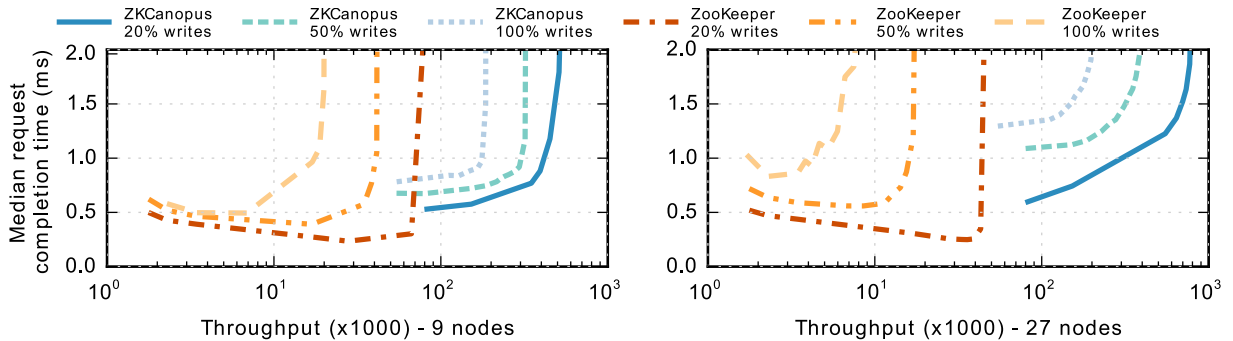 ZKCanopus 20% writes
ZKCanopus 50% writes
ZKCanopus 100% writes
ZooKeeper 20% writes
ZooKeeper 50% writes
ZooKeeper 100% writes
Median request
completion time (ms)
2.0
1.5
1.0
0.5
0.0
10^0 10^1 10^2 10^3
Throughput (x1000) - 9 nodes
2.0
1.5
1.0
0.5
0.0
10^0 10^1 10^2 10^3
Throughput (x1000) - 27 nodes